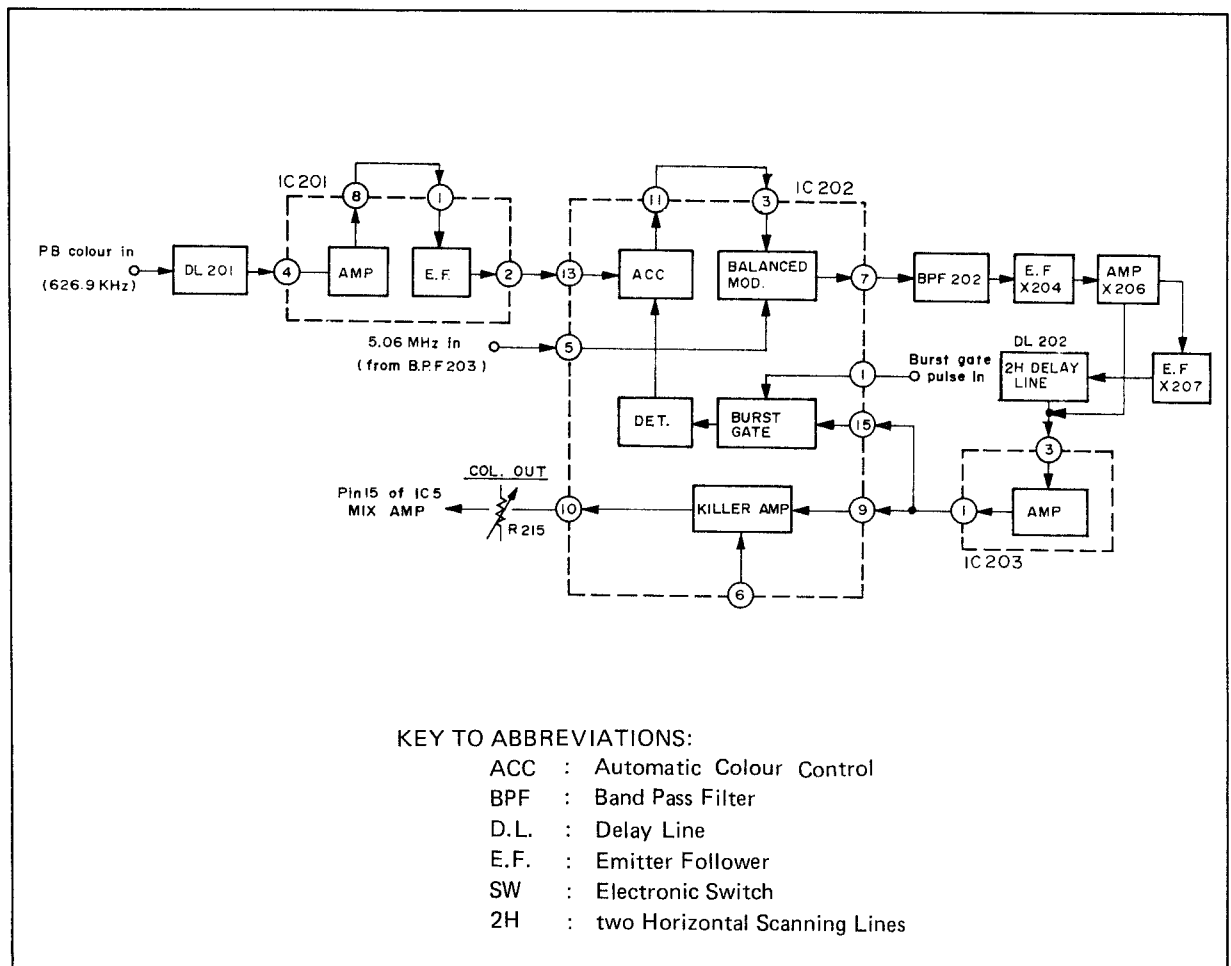 IC201
8
1
11
3
IC202
PB colour in
(626.9 KHz)
DL 201
4
AMP
E.F.
2
13
ACC
BALANCED
MOD.
7
BPF 202
E.F
X204
AMP
X206
5.06 MHz in
(from B.P.F203)
5
Burst gate
pulse in
1
DL 202
2H DELAY
LINE
E.F
X207
DET.
BURST
GATE
15
3
COL. OUT
Pin15 of IC5
MIX AMP
R215
10
KILLER AMP
9
1
AMP
IC203
6
KEY TO ABBREVIATIONS:
ACC : Automatic Colour Control
BPF : Band Pass Filter
D.L. : Delay Line
E.F. : Emitter Follower
SW : Electronic Switch
2H : two Horizontal Scanning Lines